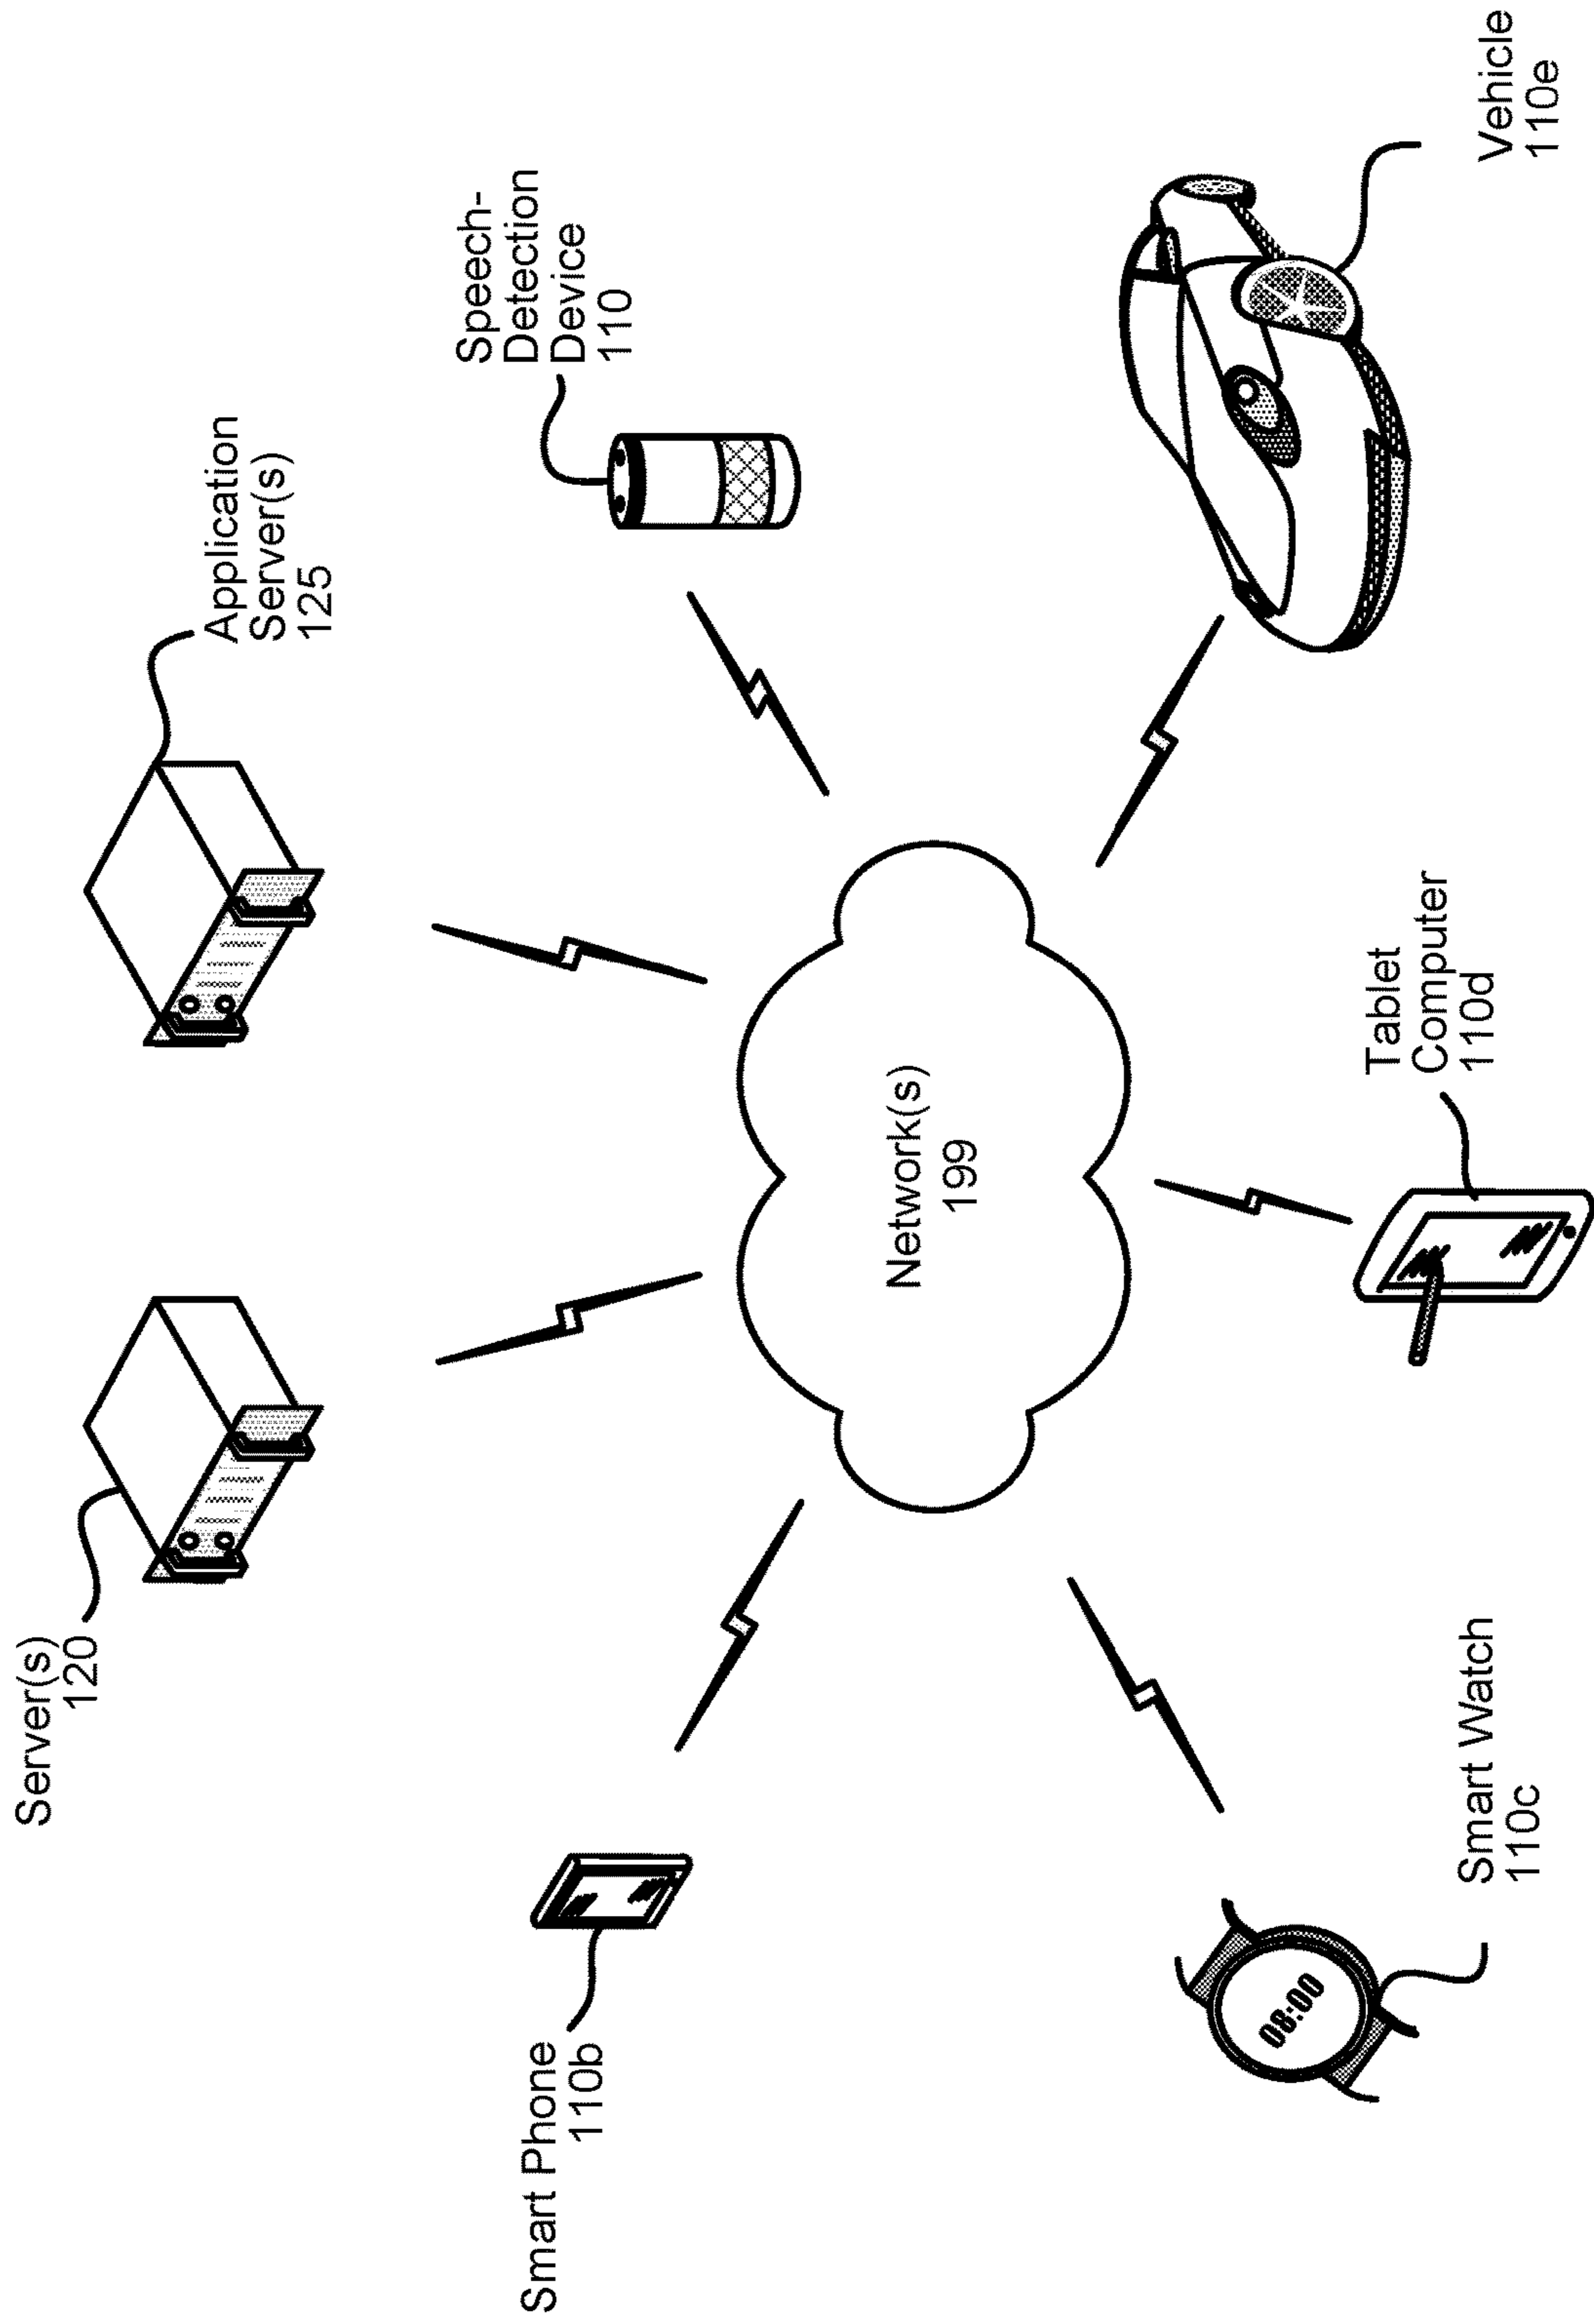 Server(s)
120
Application
Server(s)
125
Smart Phone
110b
Speech-
Detection
Device
110
Network(s)
199
08:00
Smart Watch
110c
Tablet
Computer
110d
Vehicle
110e